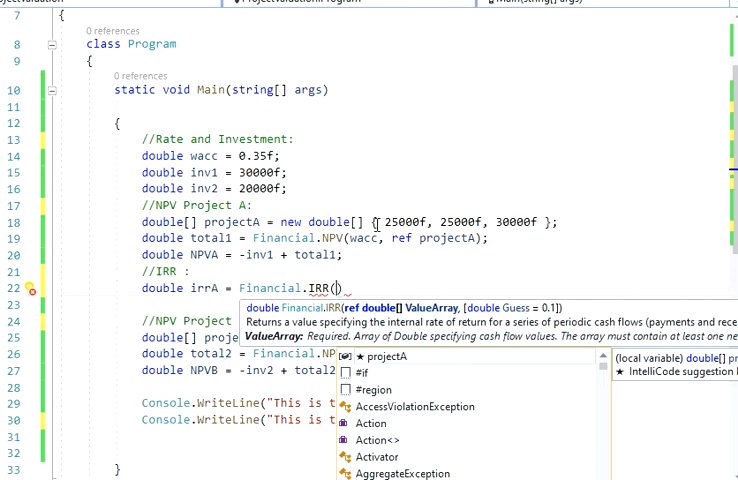 Main(string[] args)
7 {
0 references
8 class Program
9 {
0 references
10 static void Main(string[] args)
11
12 {
13 //Rate and Investment:
14 double wacc = 0.35f;
15 double inv1 = 30000f;
16 double inv2 = 20000f;
17 //NPV Project A:
18 double[] projectA = new double[] { 25000f, 25000f, 30000f };
19 double total1 = Financial.NPV(wacc, ref projectA);
20 double NPVA = -inv1 + total1;
21 //IRR :
22 double irrA = Financial.IRR()
23
double Financial.IRR(ref double[] ValueArray, [double Guess = 0.1])
Returns a value specifying the internal rate of return for a series of periodic cash flows (payments and rece
ValueArray: Required. Array of Double specifying cash flow values. The array must contain at least one ne
24 //NPV Project
25 double[] proje
26 double total2 = Financial.NP
27 double NPVB = -inv2 + total2
28
29 Console.WriteLine("This is t
30 Console.WriteLine("This is t
31
32
33 }
★ projectA
#if
#region
AccessViolationException
Action
Action<>
Activator
AggregateException
(local variable) double[] pr
★ IntelliCode suggestion